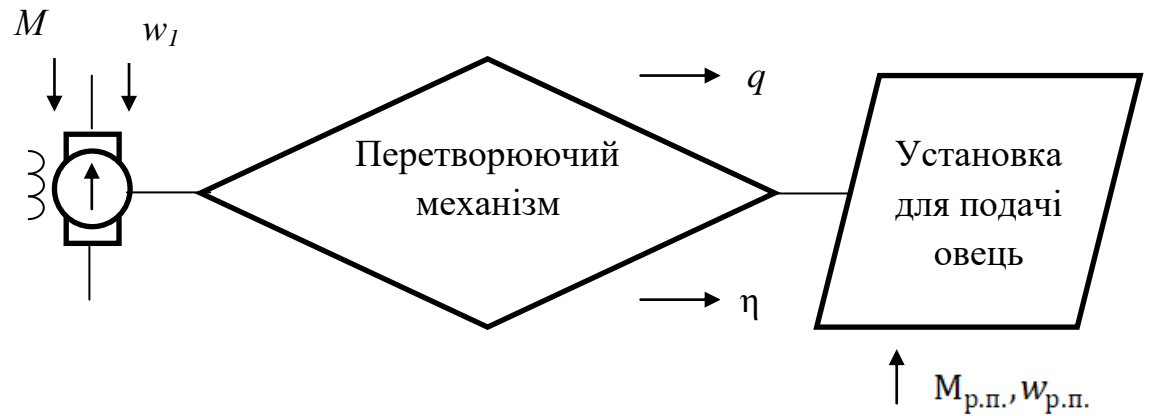 M w₁
q
Перетворюючий
механізм
Установка
для подачі
овець
η
Mр.п.,wр.п.